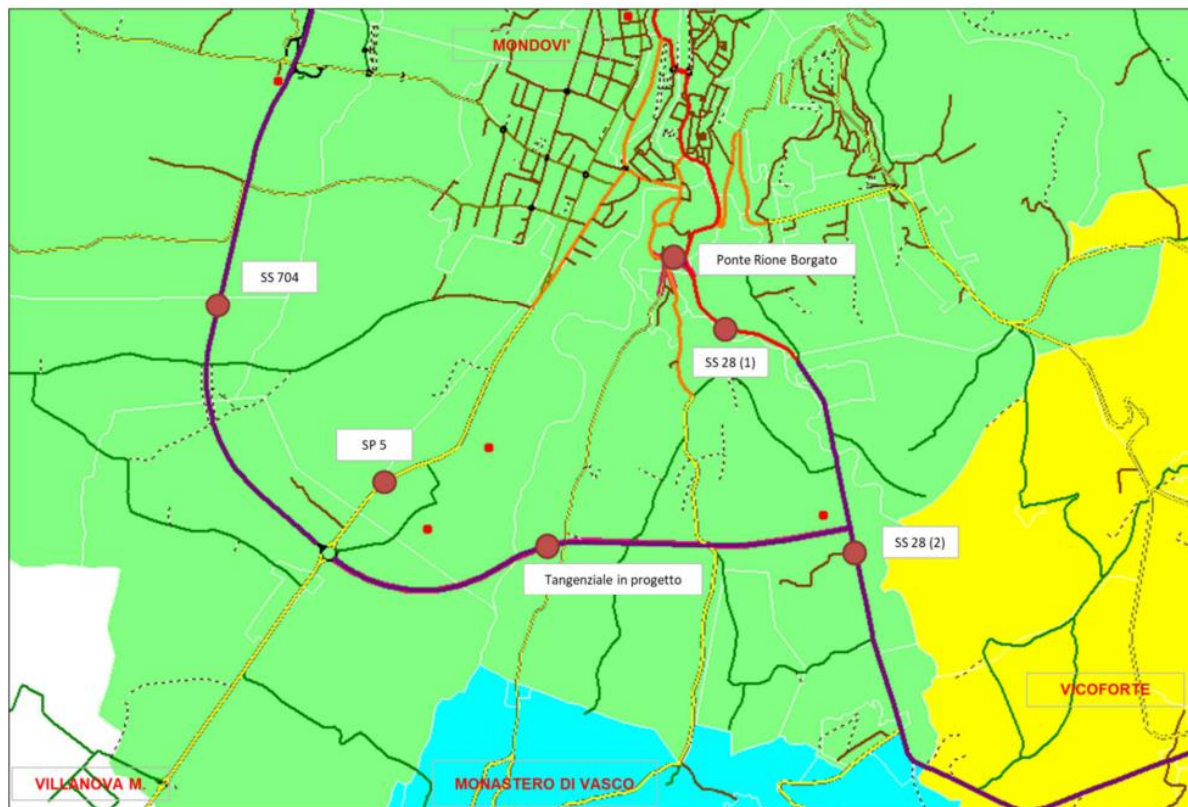 MONDOVI'
Ponte Rione Borgato
SS 704
SS 28 (1)
SP 5
SS 28 (2)
Tangenziale in progetto
VICOFORTE
VILLANOVA M.
MONASTERO DI VASCO